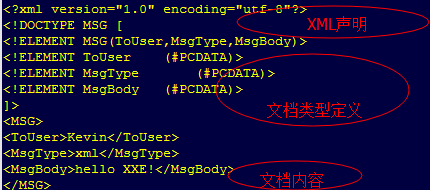 <?xml version="1.0" encoding="utf-8"?>
XML声明
<!DOCTYPE MSG [
<!ELEMENT MSG(ToUser,MsgType,MsgBody)>
<!ELEMENT ToUser    (#PCDATA)>
<!ELEMENT MsgType       (#PCDATA)>
<!ELEMENT MsgBody   (#PCDATA)>
文档类型定义
]>
<MSG>
<ToUser>Kevin</ToUser>
<MsgType>xml</MsgType>
<MsgBody>hello XXE!</MsgBody>
文档内容
</MSG>